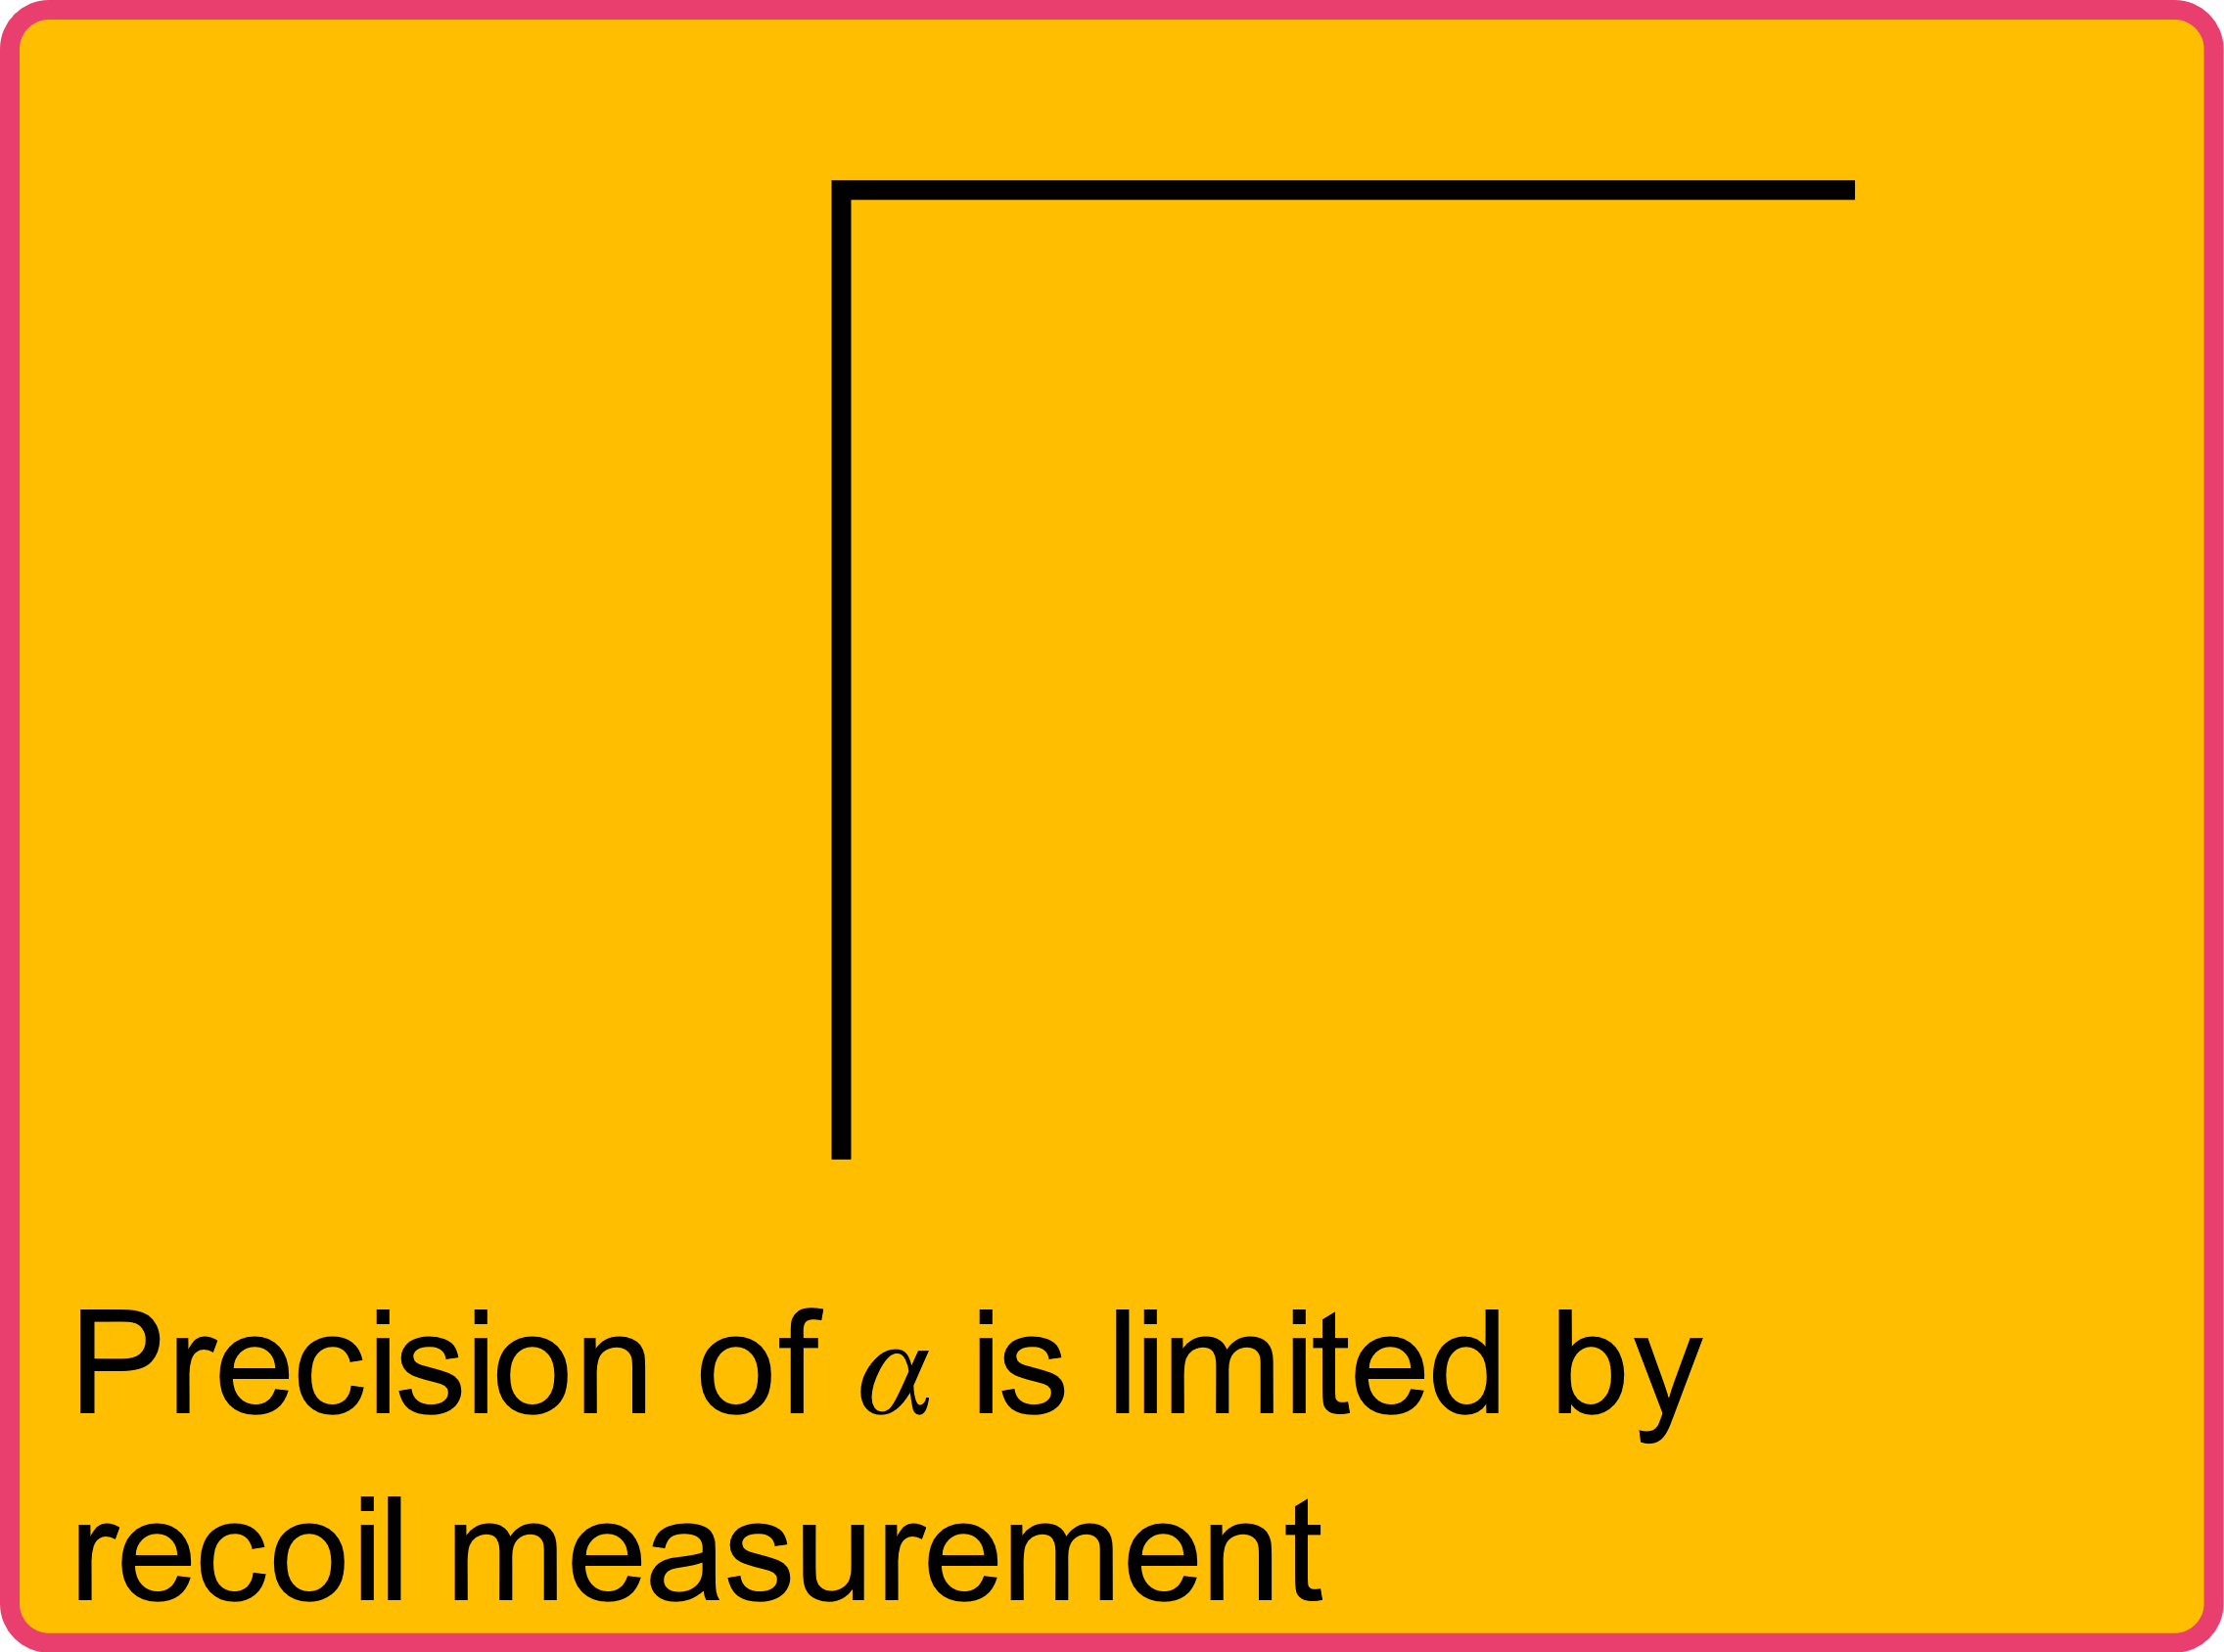 Precision of α is limited by
recoil measurement